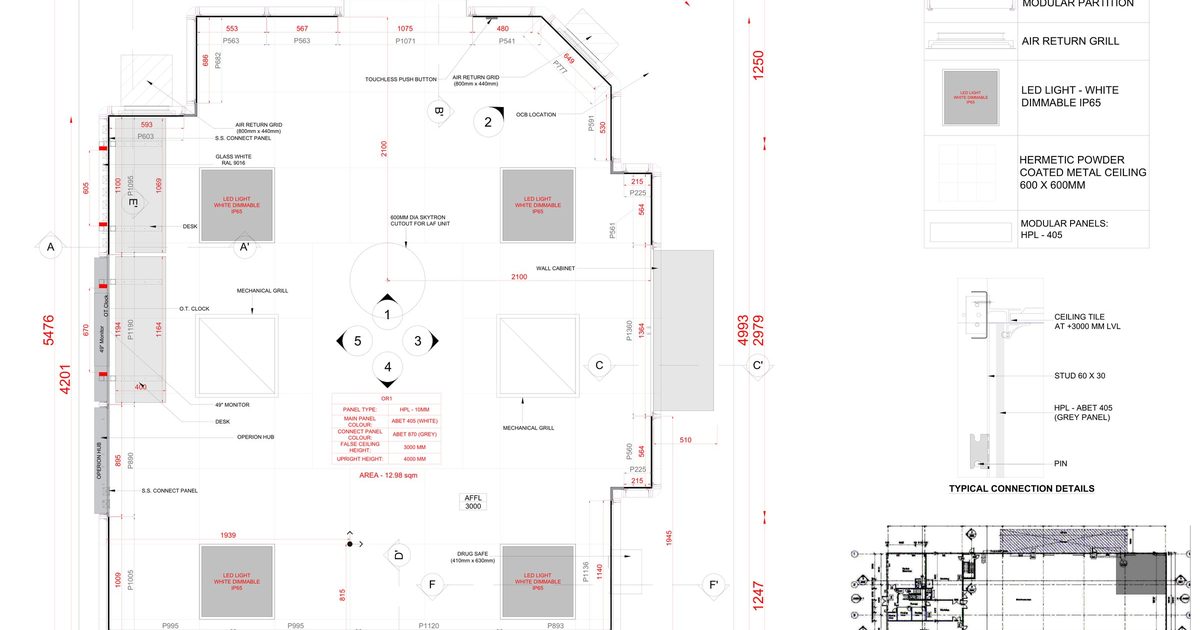 553
567
1075
480
P563
P563
P1071
P541
686
P682
649
P777
TOUCHLESS PUSH BUTTON
AIR RETURN GRID
(800mm x 440mm)
B'
2
OCB LOCATION
P591
530
593
P603
AIR RETURN GRID
(800mm x 440mm)
S.S. CONNECT PANEL
GLASS WHITE
RAL 9016
2100
605
1100
P1095
1069
E'
LED LIGHT
WHITE DIMMABLE
IP65
LED LIGHT
WHITE DIMMABLE
IP65
215
P225
564
P561
DESK
600MM DIA SKYTRON
CUTOUT FOR LAF UNIT
A
A'
WALL CABINET
2100
MECHANICAL GRILL
O.T. CLOCK
OT Clock
49" Monitor
670
1194
P1190
1164
400
1
5
3
4
P1360
1364
C
C'
5476
4201
4993
2979
1250
1247
49" MONITOR
DESK
OPERION HUB
OPERION HUB
895
P890
S.S. CONNECT PANEL
OR1
PANEL TYPE:
HPL - 10MM
MAIN PANEL
COLOUR:
ABET 405 (WHITE)
CONNECT PANEL
COLOUR:
ABET 870 (GREY)
FALSE CEILING
HEIGHT:
3000 MM
UPRIGHT HEIGHT:
4000 MM
AREA - 12.98 sqm
MECHANICAL GRILL
P560
564
P225
215
510
AFFL
3000
1939
1945
D'
DRUG SAFE
(410mm x 630mm)
F
F'
P1136
1140
1009
P1005
LED LIGHT
WHITE DIMMABLE
IP65
815
LED LIGHT
WHITE DIMMABLE
IP65
P995
P995
P1120
P893
MODULAR PARTITION
AIR RETURN GRILL
LED LIGHT
WHITE DIMMABLE
IP65
LED LIGHT - WHITE
DIMMABLE IP65
HERMETIC POWDER
COATED METAL CEILING
600 X 600MM
MODULAR PANELS:
HPL - 405
CEILING TILE
AT +3000 MM LVL
STUD 60 X 30
HPL - ABET 405
(GREY PANEL)
PIN
TYPICAL CONNECTION DETAILS